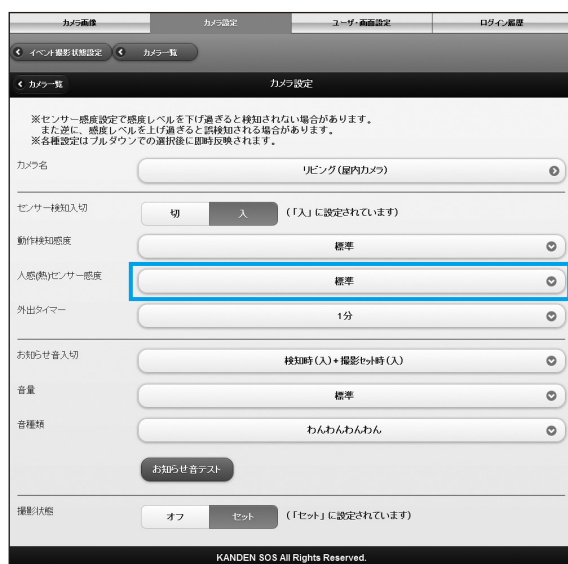 カメラ画像
カメラ設定
ユーザ・画面設定
ログイン履歴
イベント撮影状態設定
カメラ一覧
カメラ一覧
カメラ設定
※センサー感度設定で感度レベルを下げ過ぎると検知されない場合があります。
また逆に、感度レベルを上げ過ぎると誤検知される場合があります。
※各種設定はプルダウンでの選択後に即時反映されます。
カメラ名
リビング(屋内カメラ)
センサー検知入切
切
入
(「入」に設定されています)
動作検知感度
標準
人感(熱)センサー感度
標準
外出タイマー
1分
お知らせ音入切
検知時(入)+撮影セット時(入)
音量
標準
音種類
わんわんわんわん
お知らせ音テスト
撮影状態
オフ
セット
(「セット」に設定されています)
KANDEN SOS All Rights Reserved.